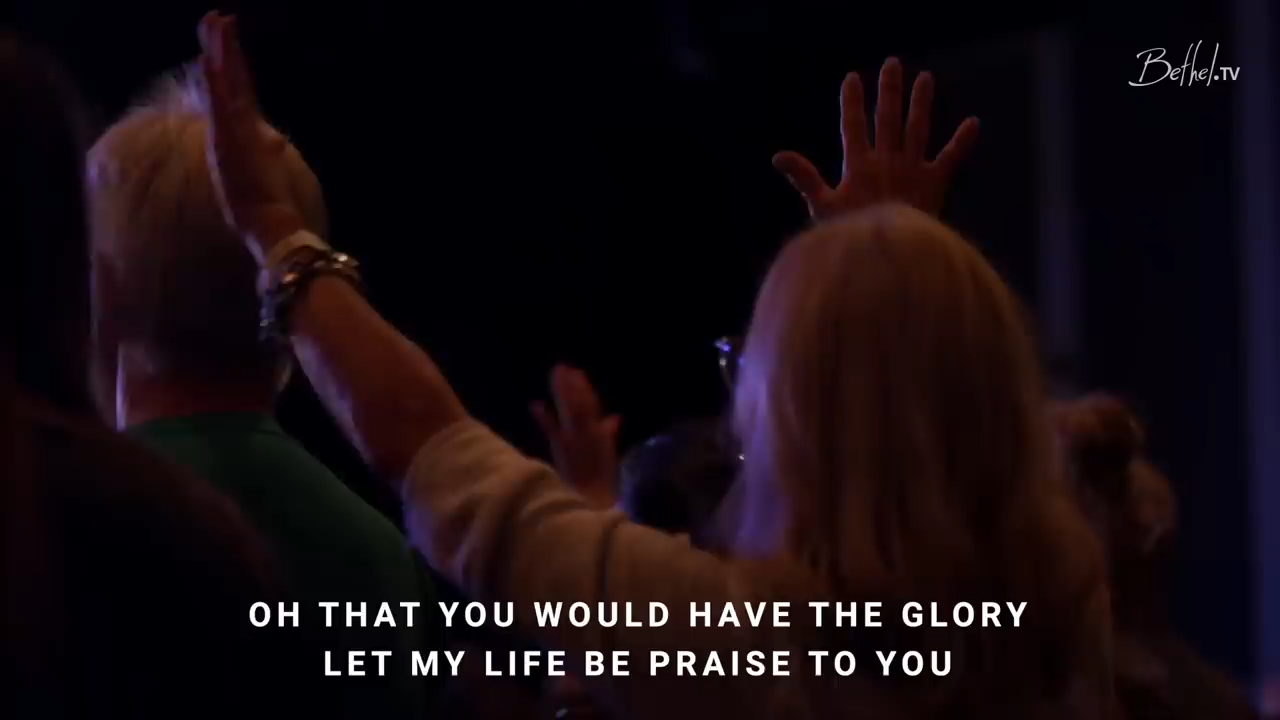 Bethel.TV
OH THAT YOU WOULD HAVE THE GLORY
LET MY LIFE BE PRAISE TO YOU